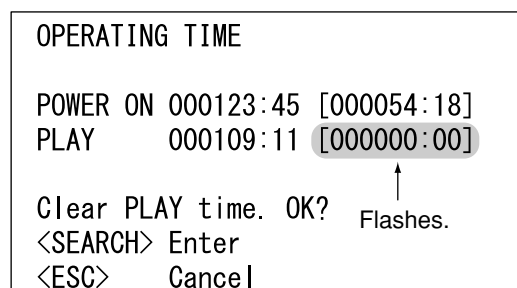 OPERATING TIME
POWER ON 000123:45 [000054:18]
PLAY 000109:11 [000000:00]
Clear PLAY time. OK?
Flashes.
<SEARCH> Enter
<ESC> Cancel